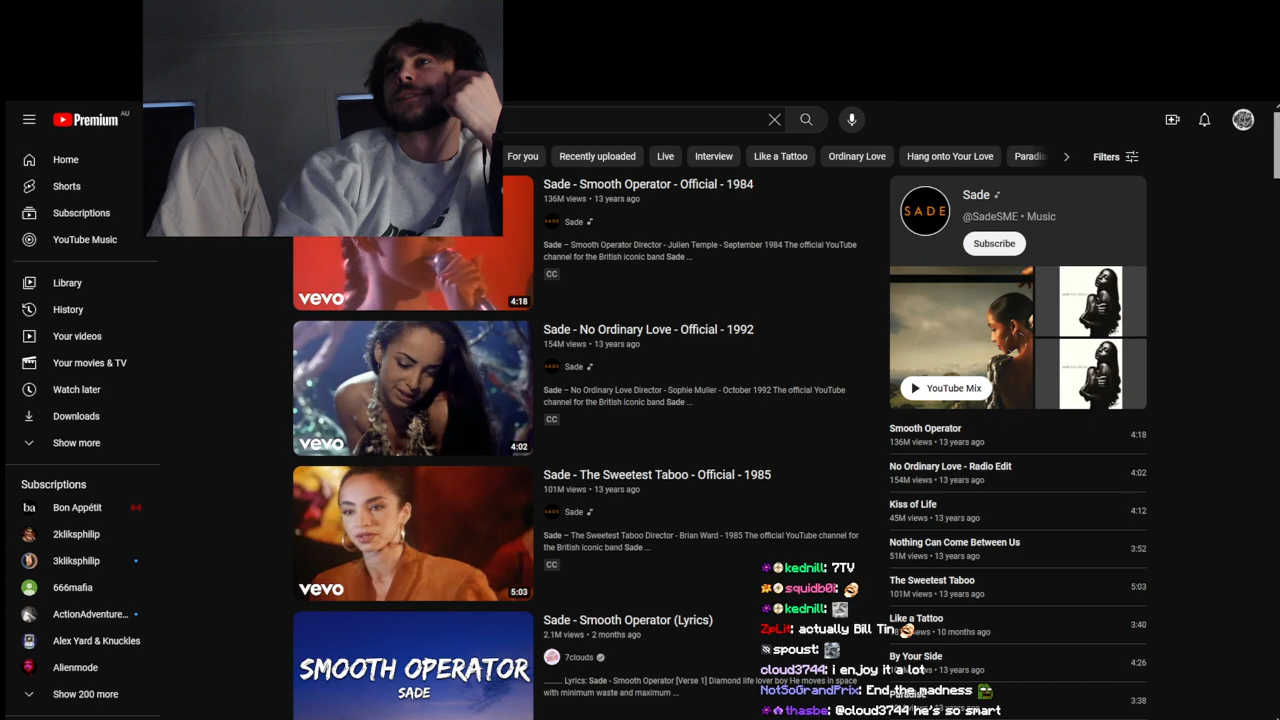 Premium AU
Home
Shorts
Subscriptions
YouTube Music
Library
History
Your videos
Your movies & TV
Watch later
Downloads
Show more
Subscriptions
Bon Appétit
2kliksphilip
3kliksphilip
666mafia
ActionAdventure...
Alex Yard & Knuckles
Alienmode
Show 200 more
For you
Recently uploaded
Live
Interview
Like a Tattoo
Ordinary Love
Hang onto Your Love
Paradis
Filters
vevo
4:18
Sade - Smooth Operator - Official - 1984
136M views • 13 years ago
SADE Sade
Sade – Smooth Operator Director - Julien Temple - September 1984 The official YouTube
channel for the British iconic band Sade ...
CC
vevo
4:02
Sade - No Ordinary Love - Official - 1992
154M views • 13 years ago
SADE Sade
Sade – No Ordinary Love Director - Sophie Muller - October 1992 The official YouTube
channel for the British iconic band Sade ...
CC
vevo
5:03
Sade - The Sweetest Taboo - Official - 1985
101M views • 13 years ago
SADE Sade
Sade – The Sweetest Taboo Director - Brian Ward - 1985 The official YouTube channel for
the British iconic band Sade ...
CC
SMOOTH OPERATOR
SADE
Sade - Smooth Operator (Lyrics)
2.1M views • 2 months ago
7clouds
......... Lyrics: Sade - Smooth Operator [Verse 1] Diamond life lover boy He moves in space
with minimum waste and maximum ...
SADE
Sade
@SadeSME • Music
Subscribe
YouTube Mix
Smooth Operator
136M views • 13 years ago
4:18
No Ordinary Love - Radio Edit
154M views • 13 years ago
4:02
Kiss of Life
45M views • 13 years ago
4:12
Nothing Can Come Between Us
51M views • 13 years ago
3:52
The Sweetest Taboo
101M views • 13 years ago
5:03
Like a Tattoo
10 months ago
3:40
By Your Side
4:26
Paradise
3:38
kednill: 7TV
squidb0i:
kednill:
ZpLit: actually Bill Tin
spoust:
cloud3744: i enjoy it a lot
NotSoGrandPrix: End the madness
thasbe: @cloud3744 he's so smart